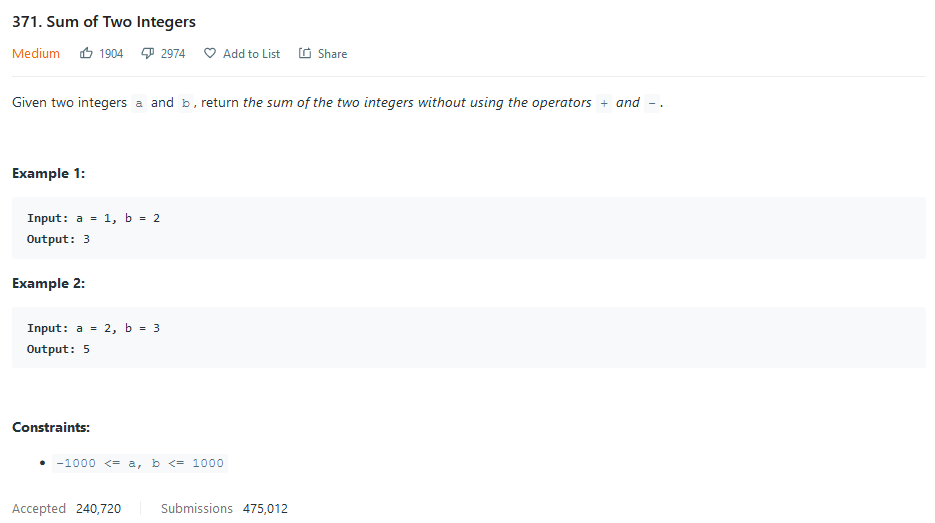 371. Sum of Two Integers
Medium 1904 2974 Add to List Share
Given two integers a and b, return the sum of the two integers without using the operators + and -.
Example 1:
Input: a = 1, b = 2
Output: 3
Example 2:
Input: a = 2, b = 3
Output: 5
Constraints:
• -1000 <= a, b <= 1000
Accepted 240,720 Submissions 475,012